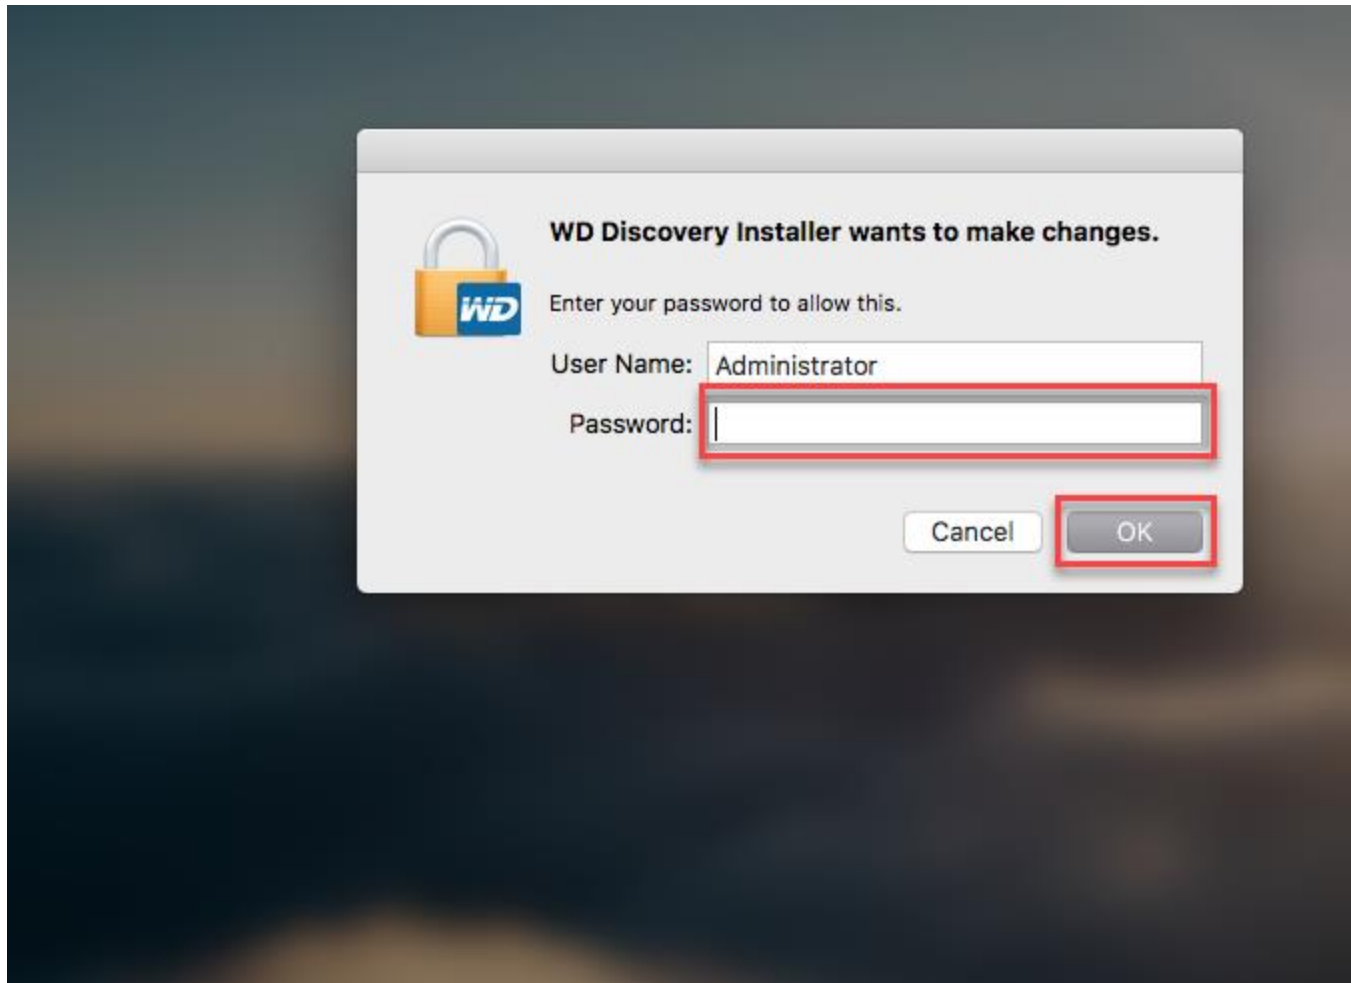 WD Discovery Installer wants to make changes.
WD
Enter your password to allow this.
User Name: Administrator
Password:
Cancel OK